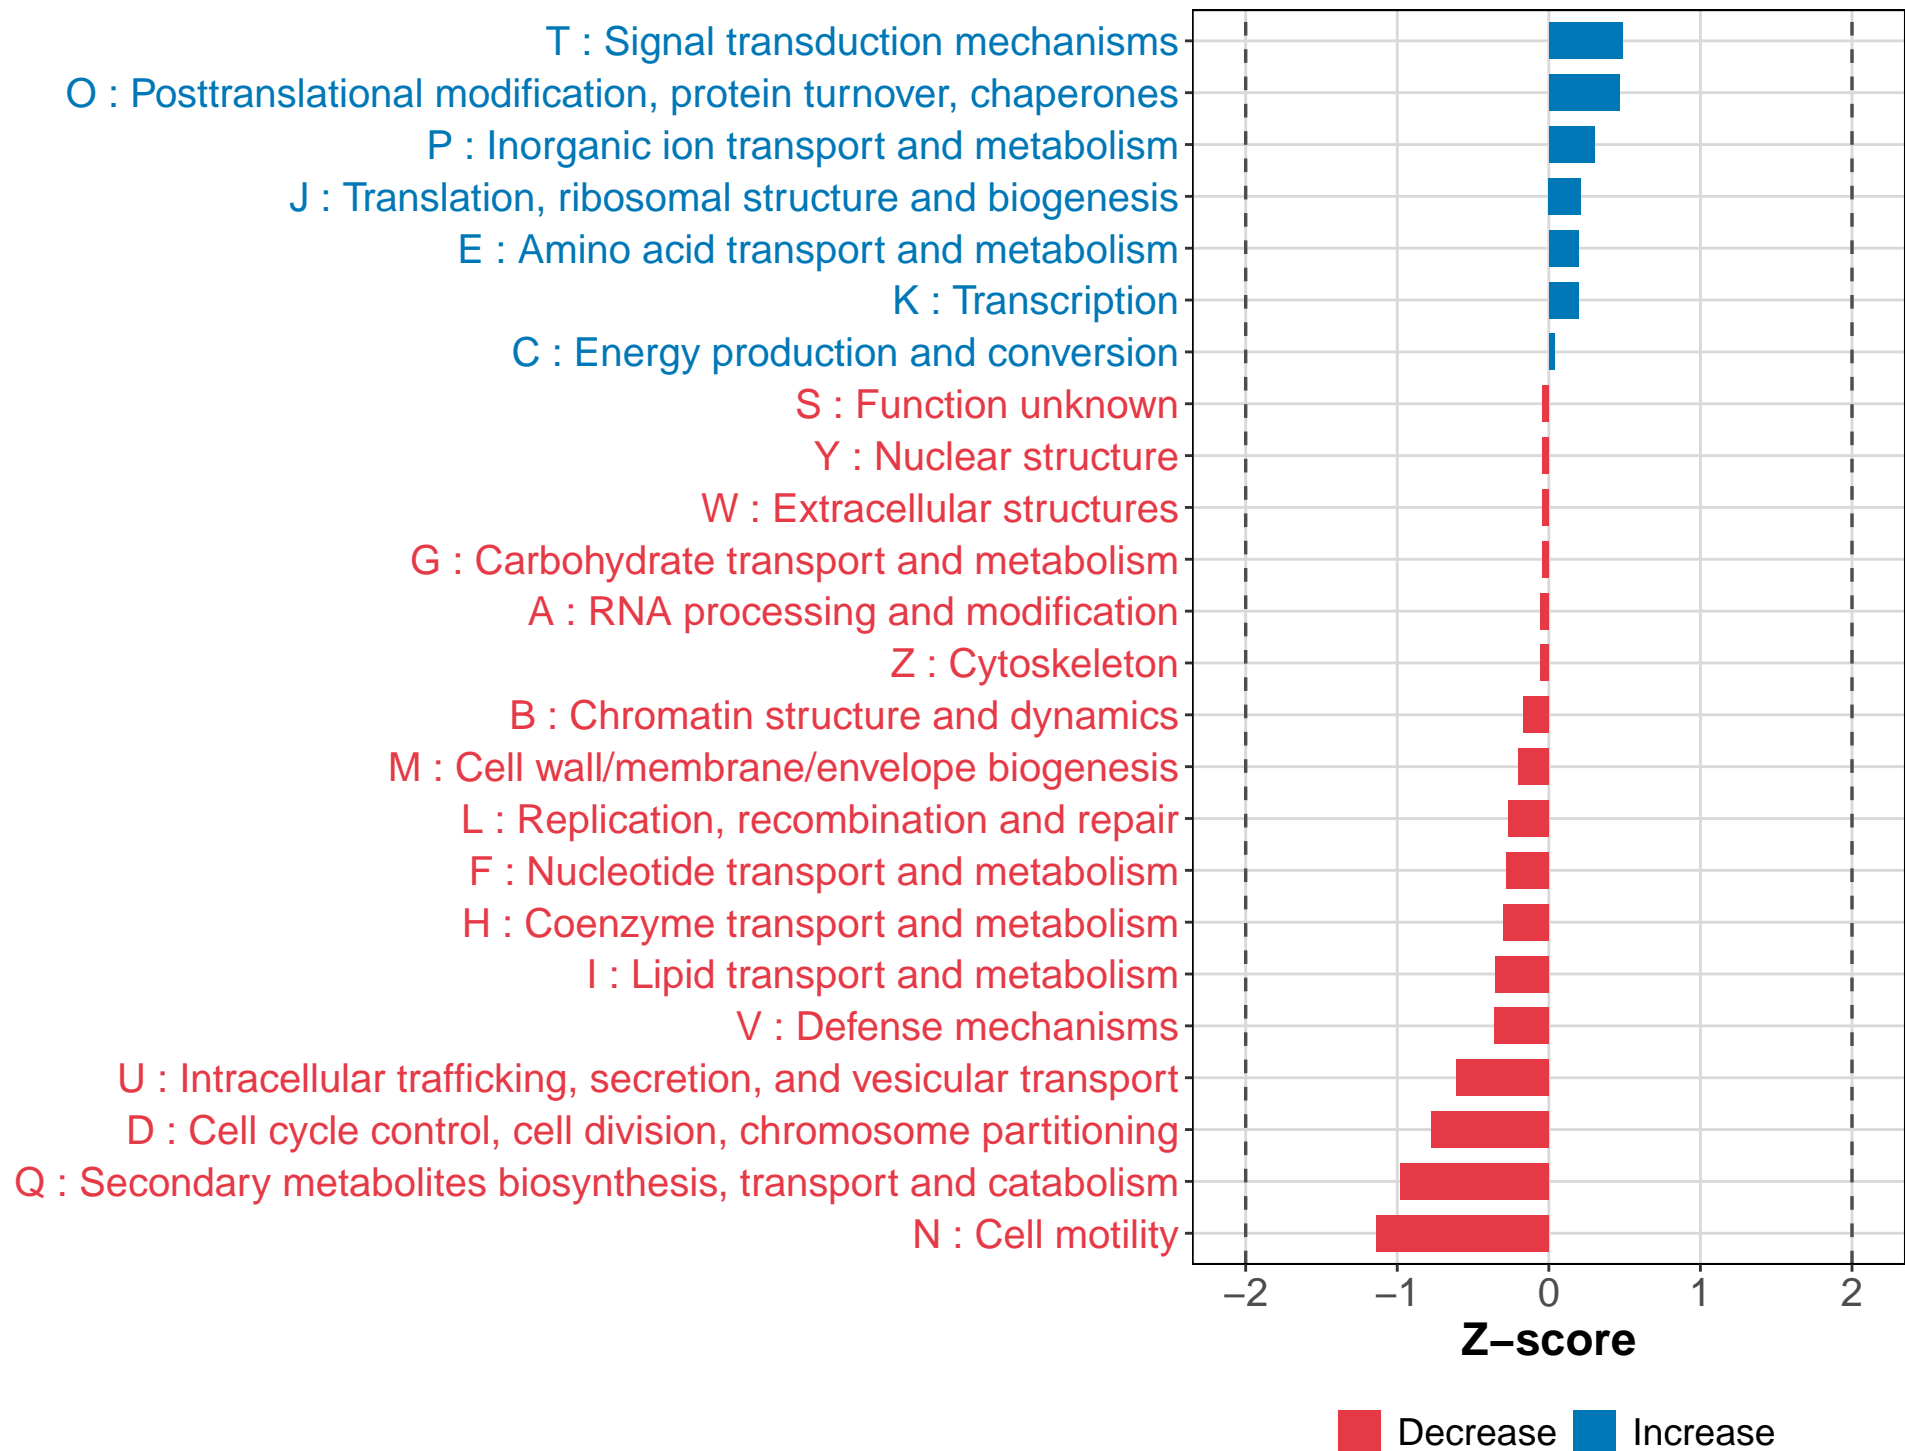 T : Signal transduction mechanisms
O : Posttranslational modification, protein turnover, chaperones
P : Inorganic ion transport and metabolism
J : Translation, ribosomal structure and biogenesis
E : Amino acid transport and metabolism
K : Transcription
C : Energy production and conversion
S : Function unknown
Y : Nuclear structure
W : Extracellular structures
G : Carbohydrate transport and metabolism
A : RNA processing and modification
Z : Cytoskeleton
B : Chromatin structure and dynamics
M : Cell wall/membrane/envelope biogenesis
L : Replication, recombination and repair
F : Nucleotide transport and metabolism
H : Coenzyme transport and metabolism
I : Lipid transport and metabolism
V : Defense mechanisms
U : Intracellular trafficking, secretion, and vesicular transport
D : Cell cycle control, cell division, chromosome partitioning
Q : Secondary metabolites biosynthesis, transport and catabolism
N : Cell motility
−2 −1 0 1 2
Z−score
Decrease Increase